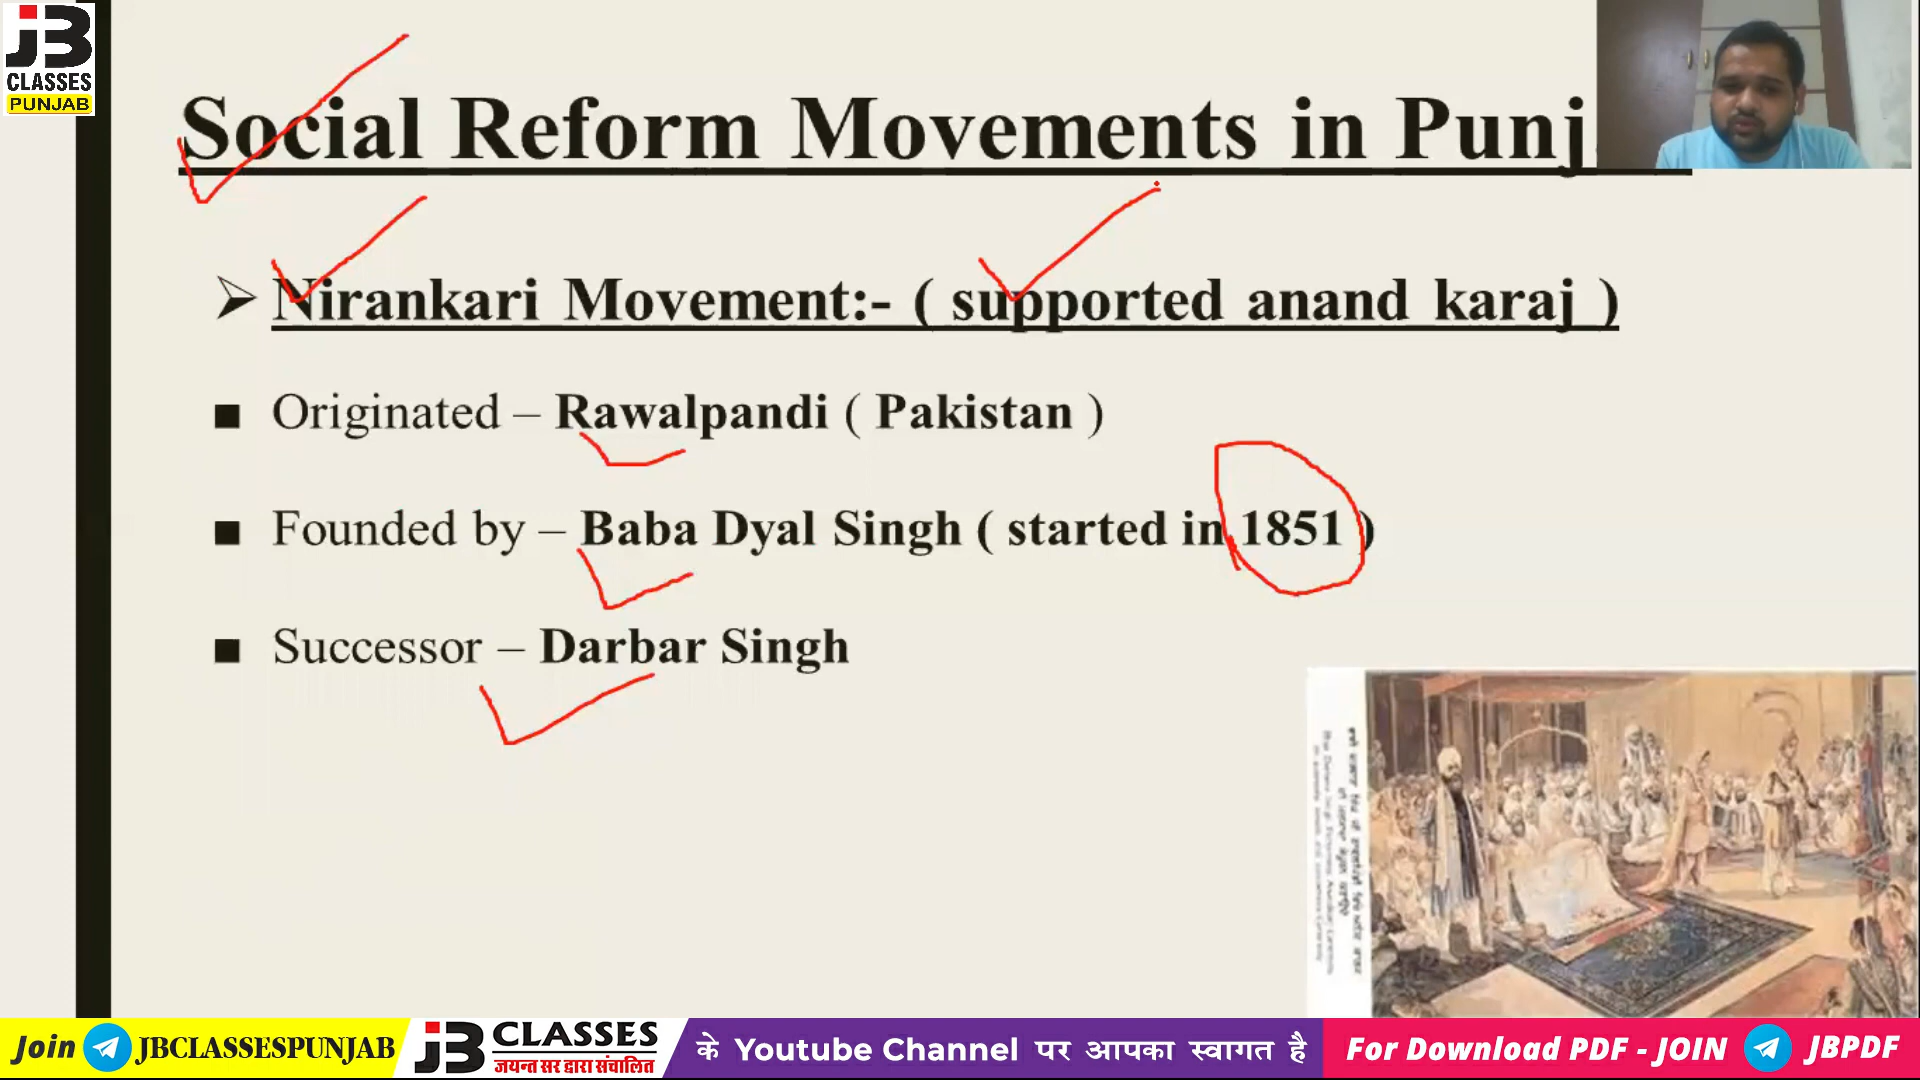 JB
CLASSES
PUNJAB
Social Reform Movements in Punj
Nirankari Movement:- ( supported anand karaj )
Originated – Rawalpandi ( Pakistan )
Founded by – Baba Dyal Singh ( started in 1851 )
Successor – Darbar Singh
Join JBCLASSESPUNJAB
JB CLASSES
जयन्त सर द्वारा संचालित
के Youtube Channel पर आपका स्वागत है
For Download PDF - JOIN JBPDF